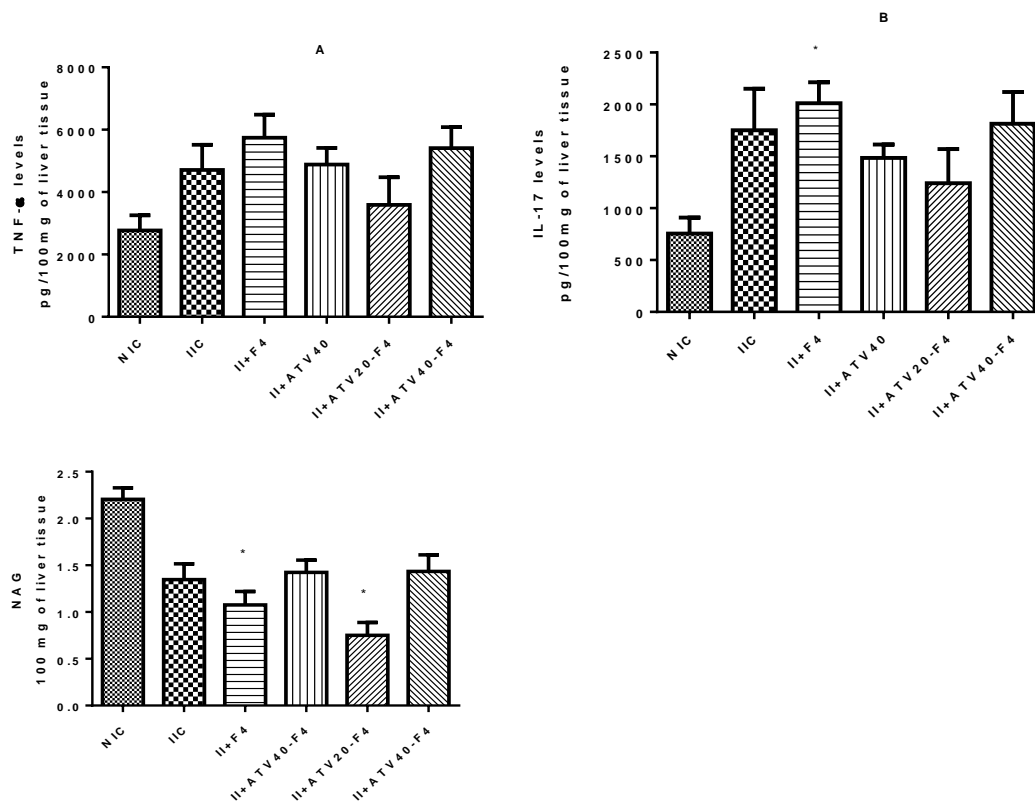 A
TNF-α levels
pg/100mg of liver tissue
8000
6000
4000
2000
0
NIC
IIC
II+F4
II+ATV40
II+ATV20-F4
II+ATV40-F4
B
*
IL-17 levels
pg/100mg of liver tissue
2500
2000
1500
1000
500
0
NIC
IIC
II+F4
II+ATV40
II+ATV20-F4
II+ATV40-F4
NAG
100mg of liver tissue
2.5
2.0
1.5
1.0
0.5
0.0
*
*
NIC
IIC
II+F4
II+ATV40-F4
II+ATV20-F4
II+ATV40-F4